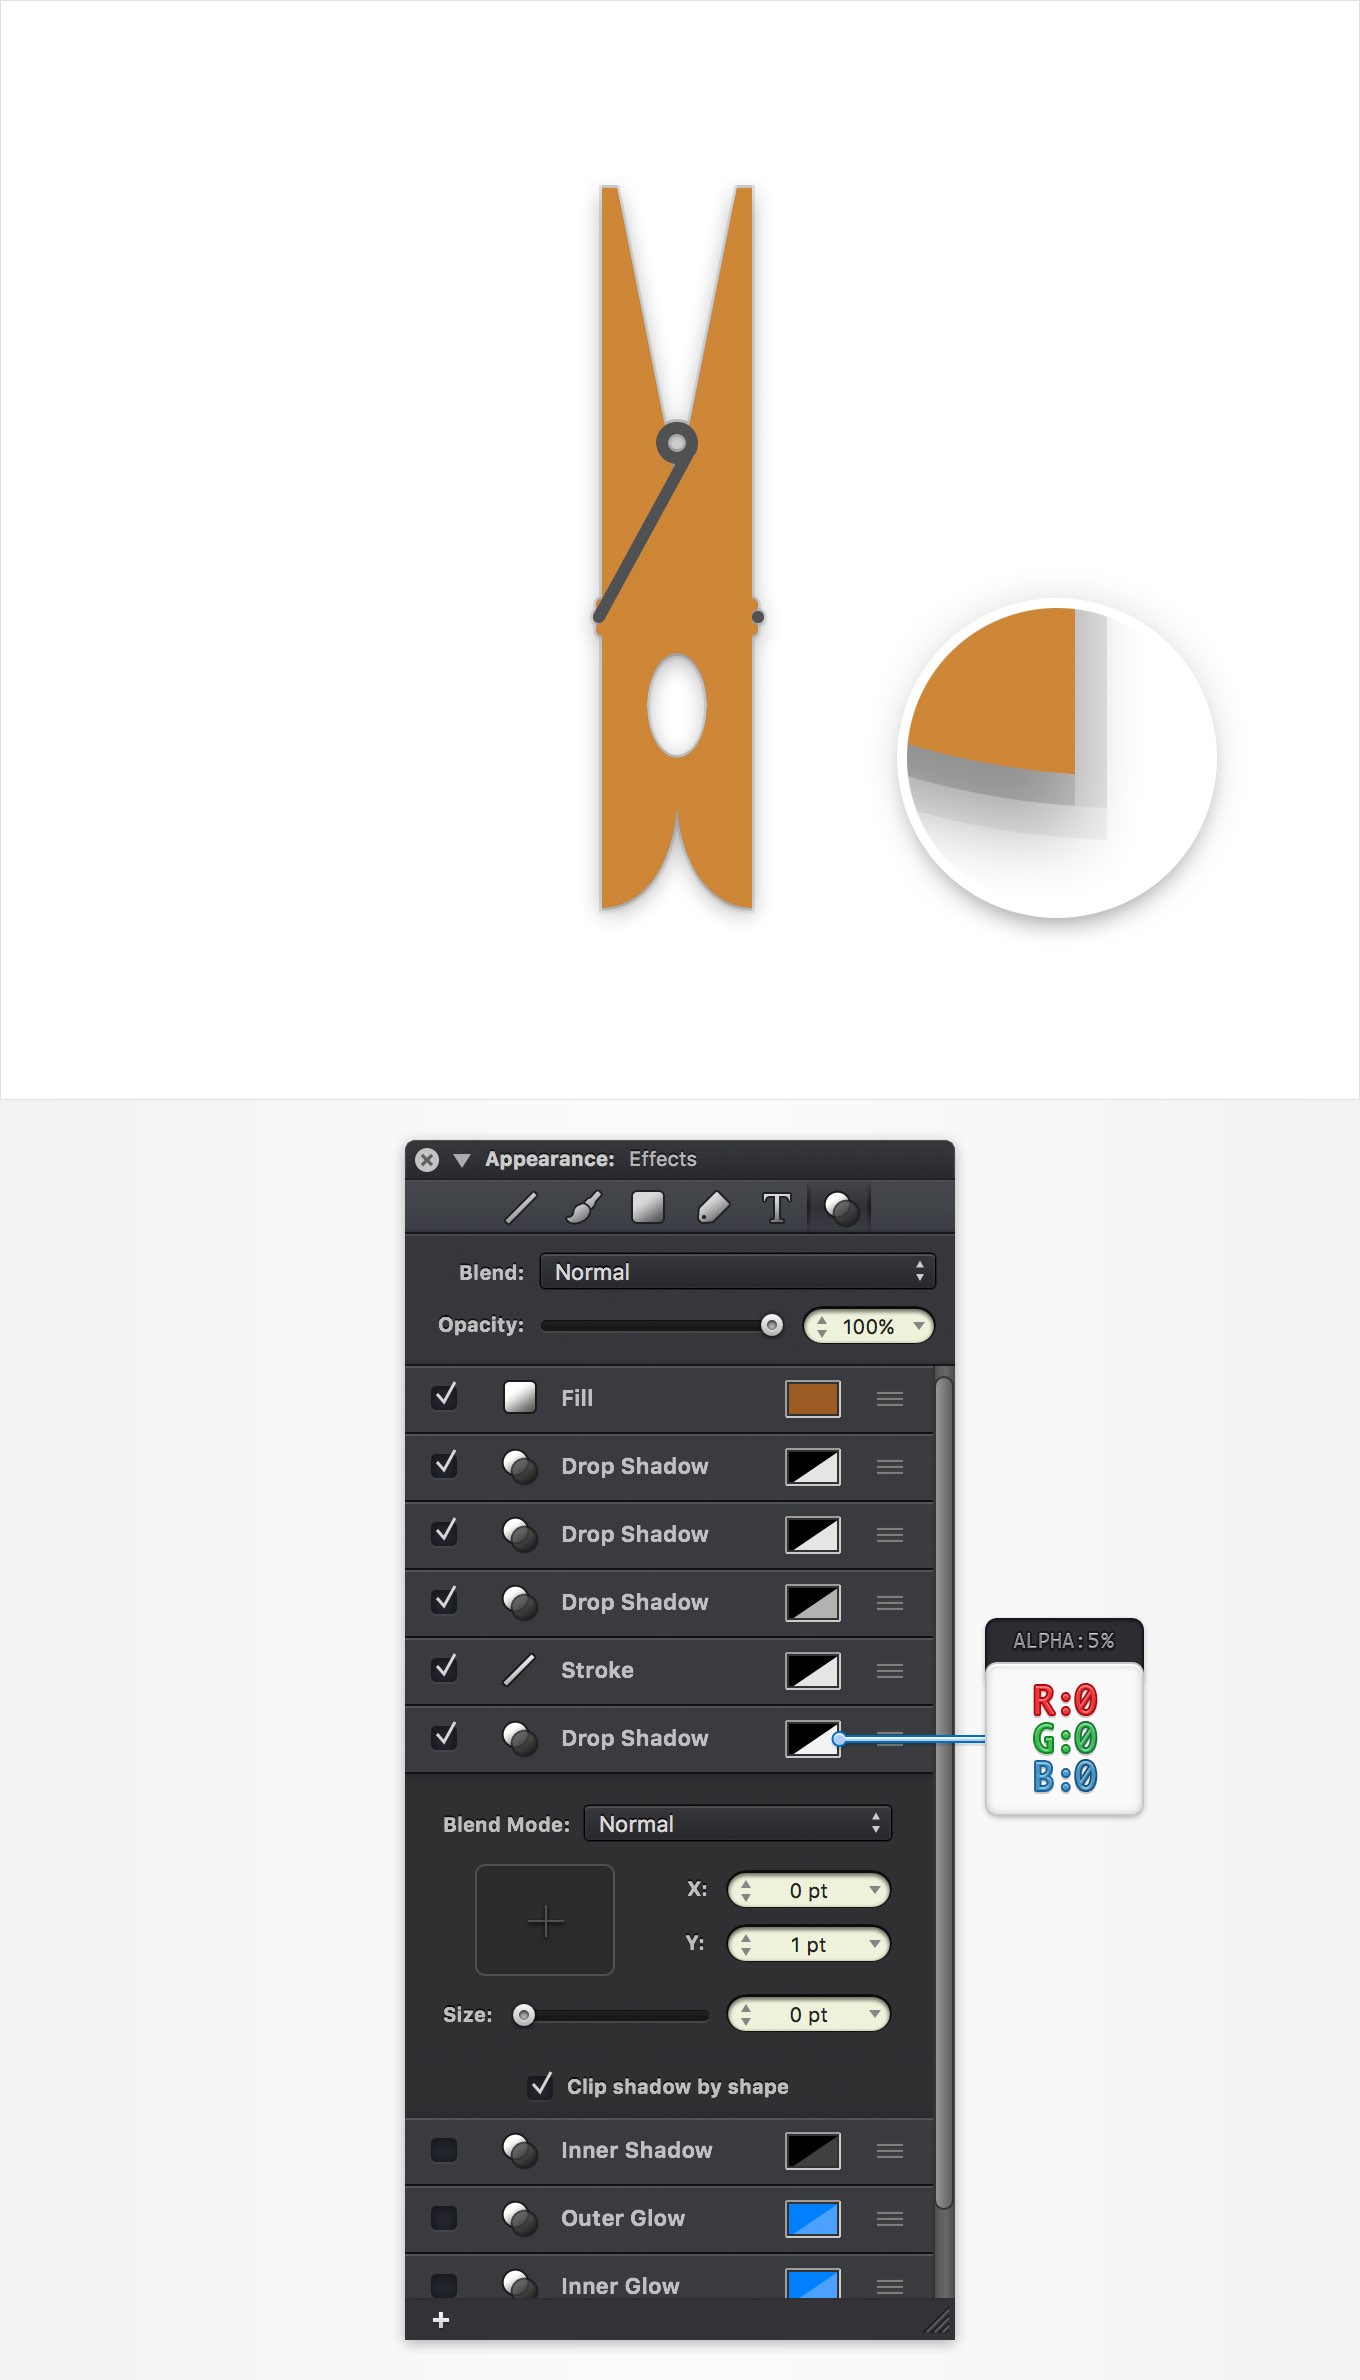 Appearance: Effects
T
Blend: Normal
Opacity: 100%
Fill
Drop Shadow
Drop Shadow
Drop Shadow
Stroke
Drop Shadow
ALPHA:5%
R:0
G:0
B:0
Blend Mode: Normal
X: 0 pt
Y: 1 pt
Size: 0 pt
Clip shadow by shape
Inner Shadow
Outer Glow
Inner Glow